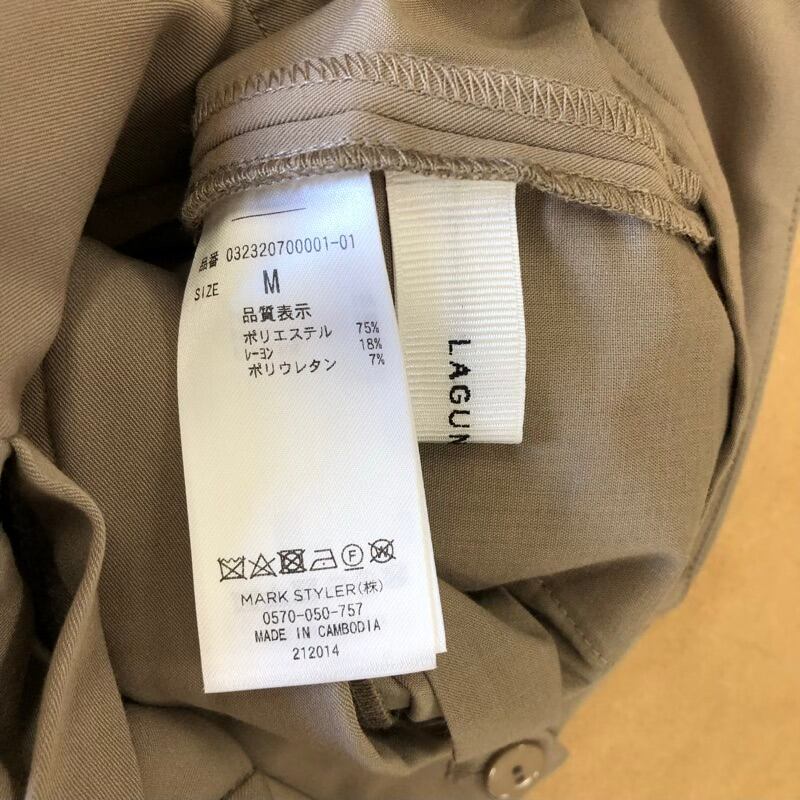 品番 032320700001-01
SIZE M
品質表示
ポリエステル 75%
レーヨン 18%
ポリウレタン 7%
MARK STYLER(株)
0570-050-757
MADE IN CAMBODIA
212014
LAGUN